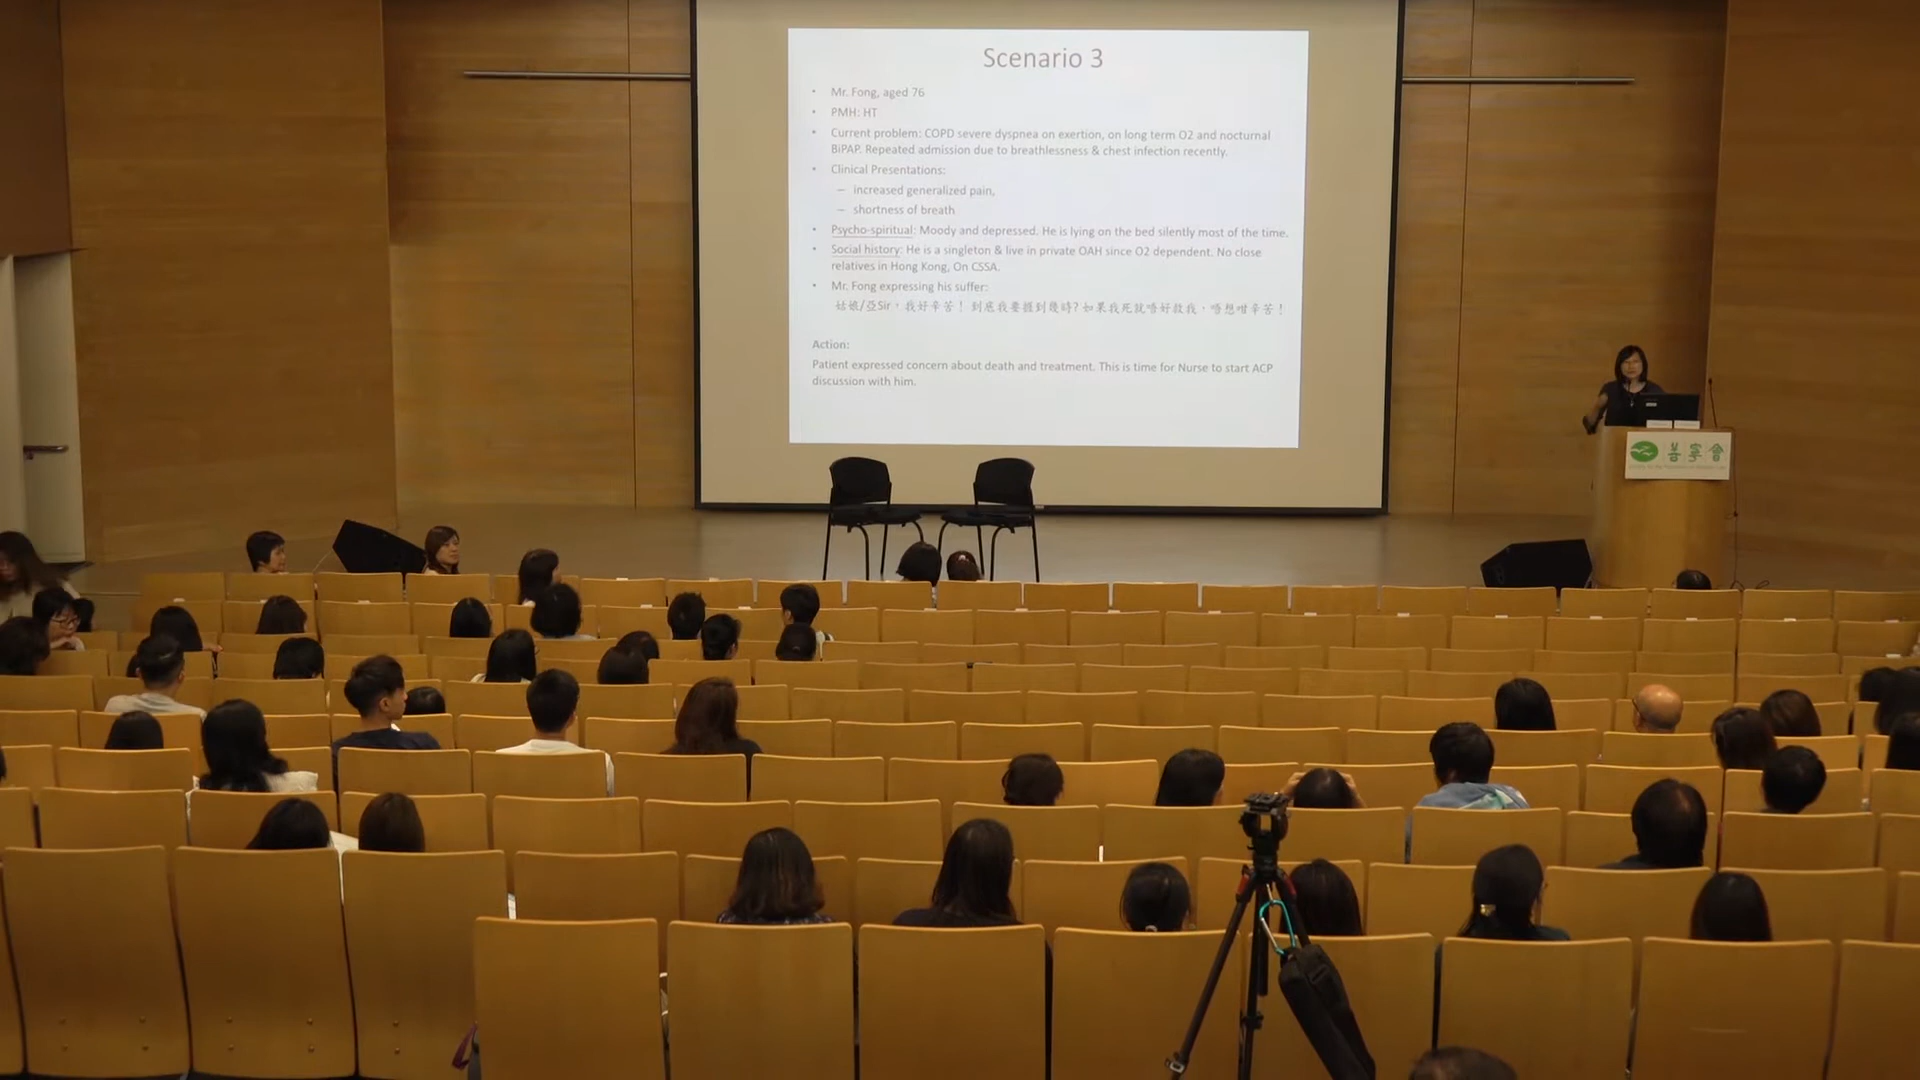 Scenario 3
• Mr. Fong, aged 76
• PMH: HT
• Current problem: COPD severe dyspnea on exertion, on long term O2 and nocturnal
BiPAP. Repeated admission due to breathlessness & chest infection recently.
• Clinical Presentations:
– increased generalized pain,
– shortness of breath
• Psycho-spiritual: Moody and depressed. He is lying on the bed silently most of the time.
• Social history: He is a singleton & live in private OAH since O2 dependent. No close
relatives in Hong Kong, On CSSA.
• Mr. Fong expressing his suffer:
姑娘/亞Sir，我好辛苦！ 到底我要捱到幾時? 如果我死就唔好救我，唔想咁辛苦！
Action:
Patient expressed concern about death and treatment. This is time for Nurse to start ACP
discussion with him.
善寧會